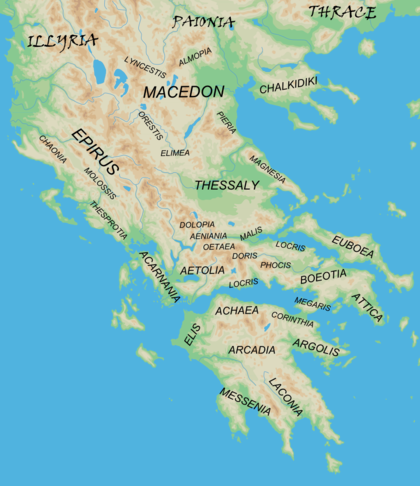 THRACE
PAIONIA
ILLYRIA
ALMOPIA
LYNCESTIS
MACEDON
CHALKIDIKI
ORESTIS
PIERIA
EPIRUS
CHAONIA
ELIMEA
MAGNESIA
MOLOSSIS
THESSALY
THESPROTIA
DOLOPIA
AENIANIA
MALIS
OETAEA
LOCRIS
EUBOEA
DORIS
PHOCIS
ACARNANIA
AETOLIA
BOEOTIA
LOCRIS
MEGARIS
ATTICA
ACHAEA
CORINTHIA
ELIS
ARCADIA
ARGOLIS
MESSENIA
LACONIA